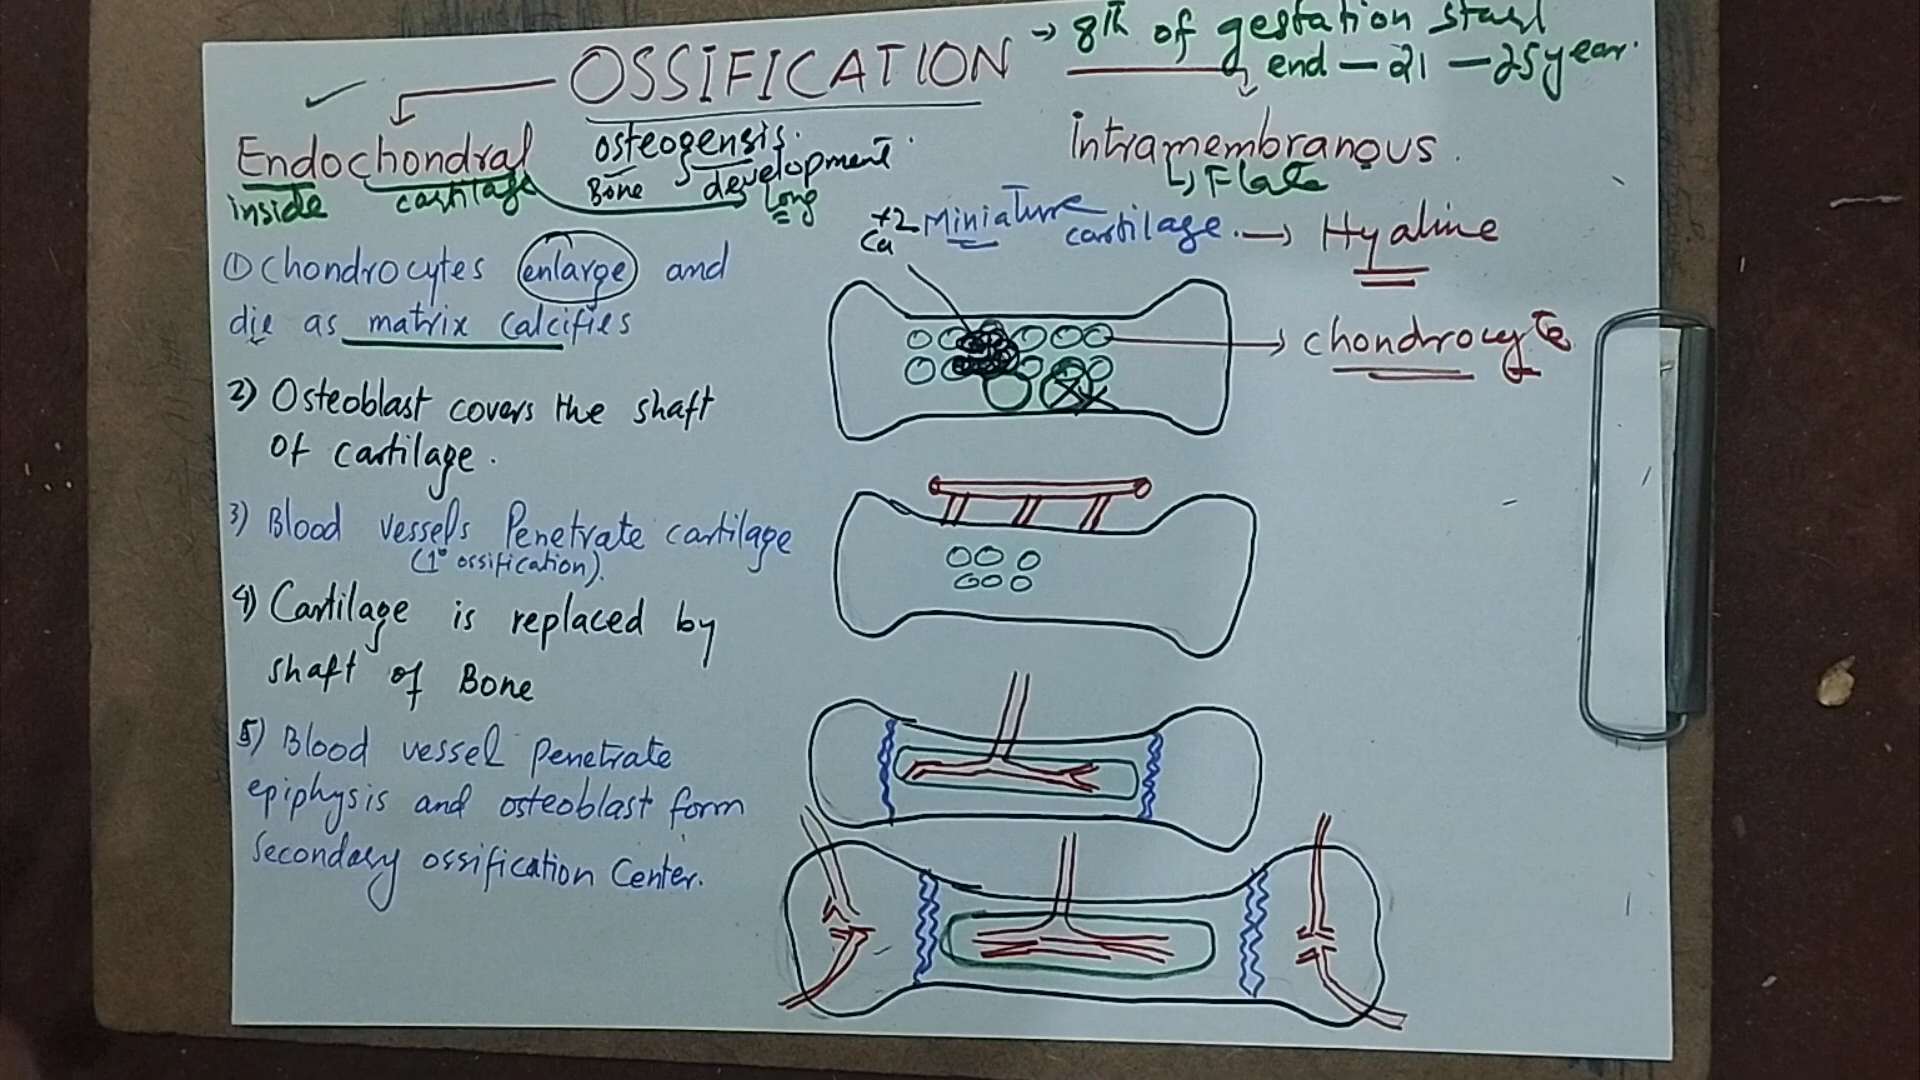 OSSIFICATION
→ 8th of gestation start
end — 21 — 25 year.
Endochondral
inside cartilage
osteogensis.
Bone development
Long
Intramembranous.
↳ Flate
Ca+2
Miniature
cartilage. → Hyaline
① Chondrocytes enlarge and
die as matrix calcifies
chondrocyte
2) Osteoblast covers the shaft
of cartilage.
3) Blood vessels Penetrate cartilage
(1° ossification).
4) Cartilage is replaced by
shaft of Bone
5) Blood vessel penetrate
epiphysis and osteoblast form
Secondary ossification Center.